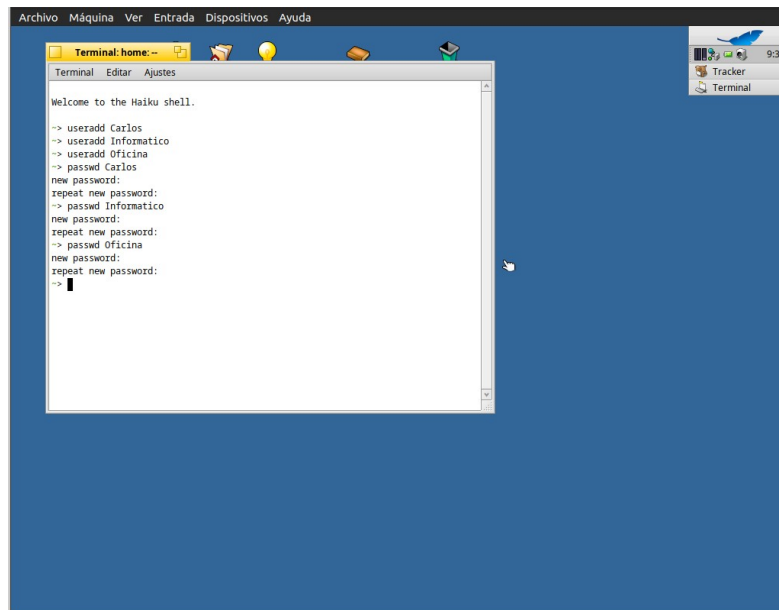 Archivo Máquina Ver Entrada Dispositivos Ayuda
Terminal: home: --
9:3
Tracker
Terminal
Terminal Editar Ajustes
Welcome to the Haiku shell.
~> useradd Carlos
~> useradd Informatico
~> useradd Oficina
~> passwd Carlos
new password:
repeat new password:
~> passwd Informatico
new password:
repeat new password:
~> passwd Oficina
new password:
repeat new password:
~>